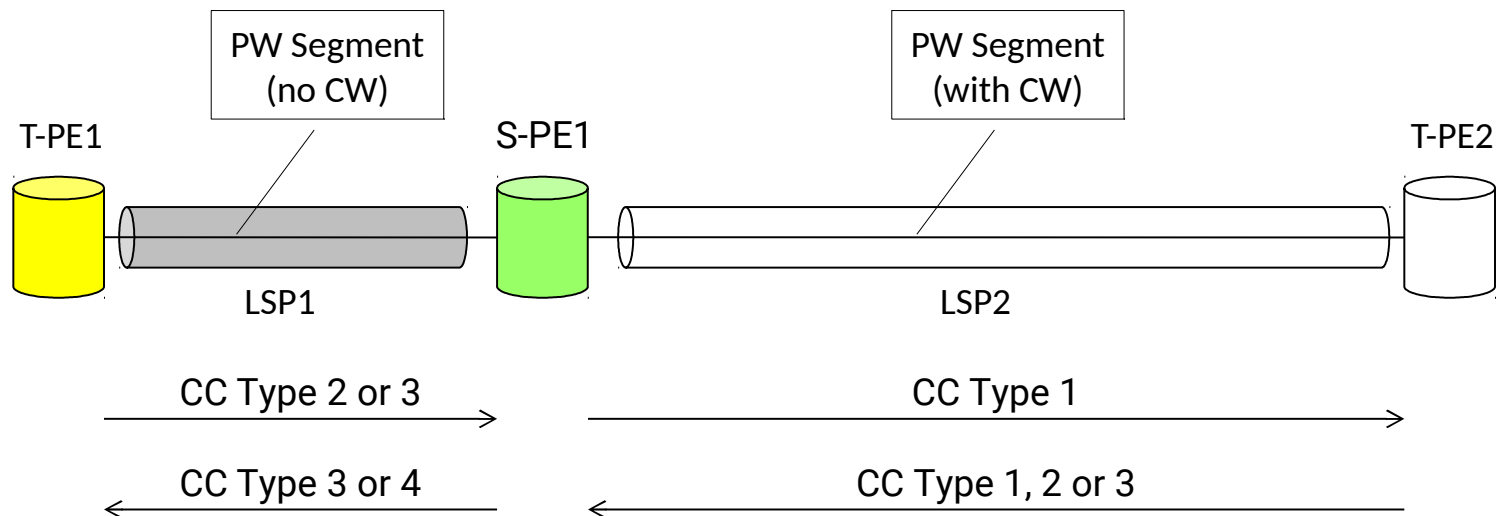 PW Segment
(no CW)
PW Segment
(with CW)
T-PE1
S-PE1
T-PE2
LSP1
LSP2
CC Type 2 or 3
CC Type 1
CC Type 3 or 4
CC Type 1, 2 or 3